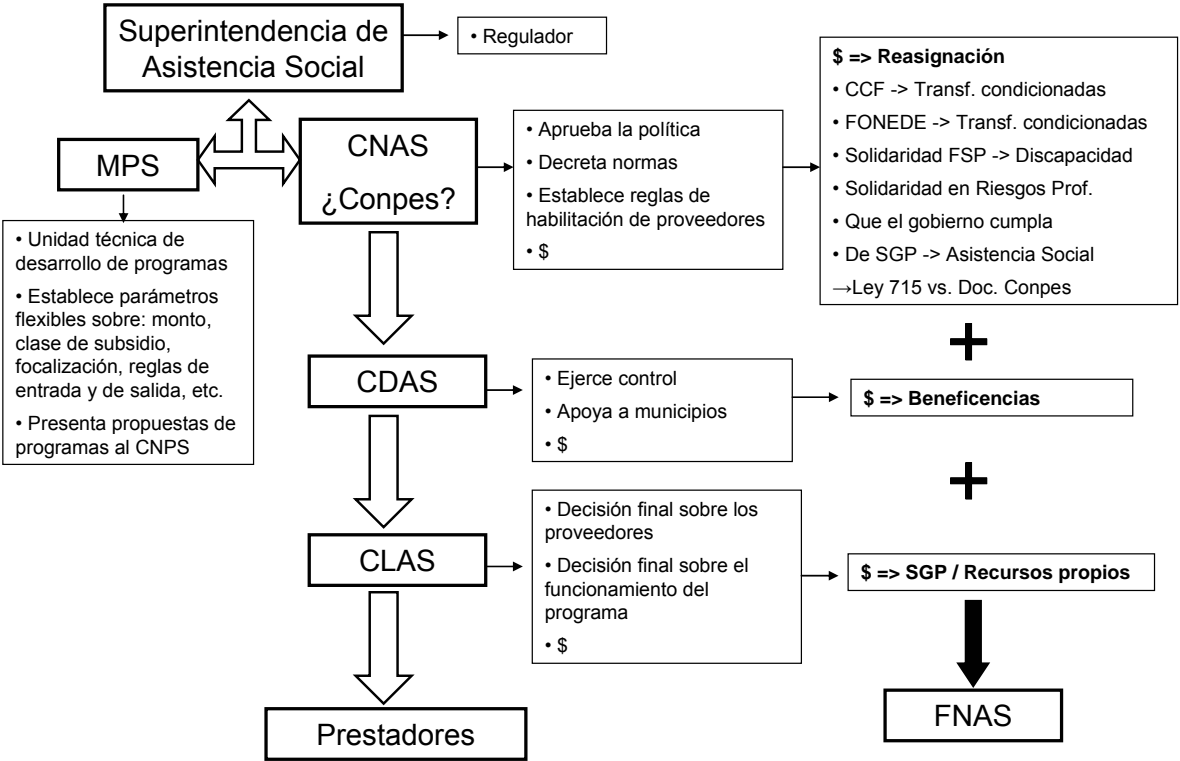 Superintendencia de
Asistencia Social
• Regulador
MPS
CNAS
¿Conpes?
• Aprueba la política
• Decreta normas
• Establece reglas de
habilitación de proveedores
• $
$ => Reasignación
• CCF -> Transf. condicionadas
• FONEDE -> Transf. condicionadas
• Solidaridad FSP -> Discapacidad
• Solidaridad en Riesgos Prof.
• Que el gobierno cumpla
• De SGP -> Asistencia Social
→Ley 715 vs. Doc. Conpes
• Unidad técnica de
desarrollo de programas
• Establece parámetros
flexibles sobre: monto,
clase de subsidio,
focalización, reglas de
entrada y de salida, etc.
• Presenta propuestas de
programas al CNPS
+
CDAS
• Ejerce control
• Apoya a municipios
• $
$ => Beneficencias
+
CLAS
• Decisión final sobre los
proveedores
• Decisión final sobre el
funcionamiento del
programa
• $
$ => SGP / Recursos propios
Prestadores
FNAS